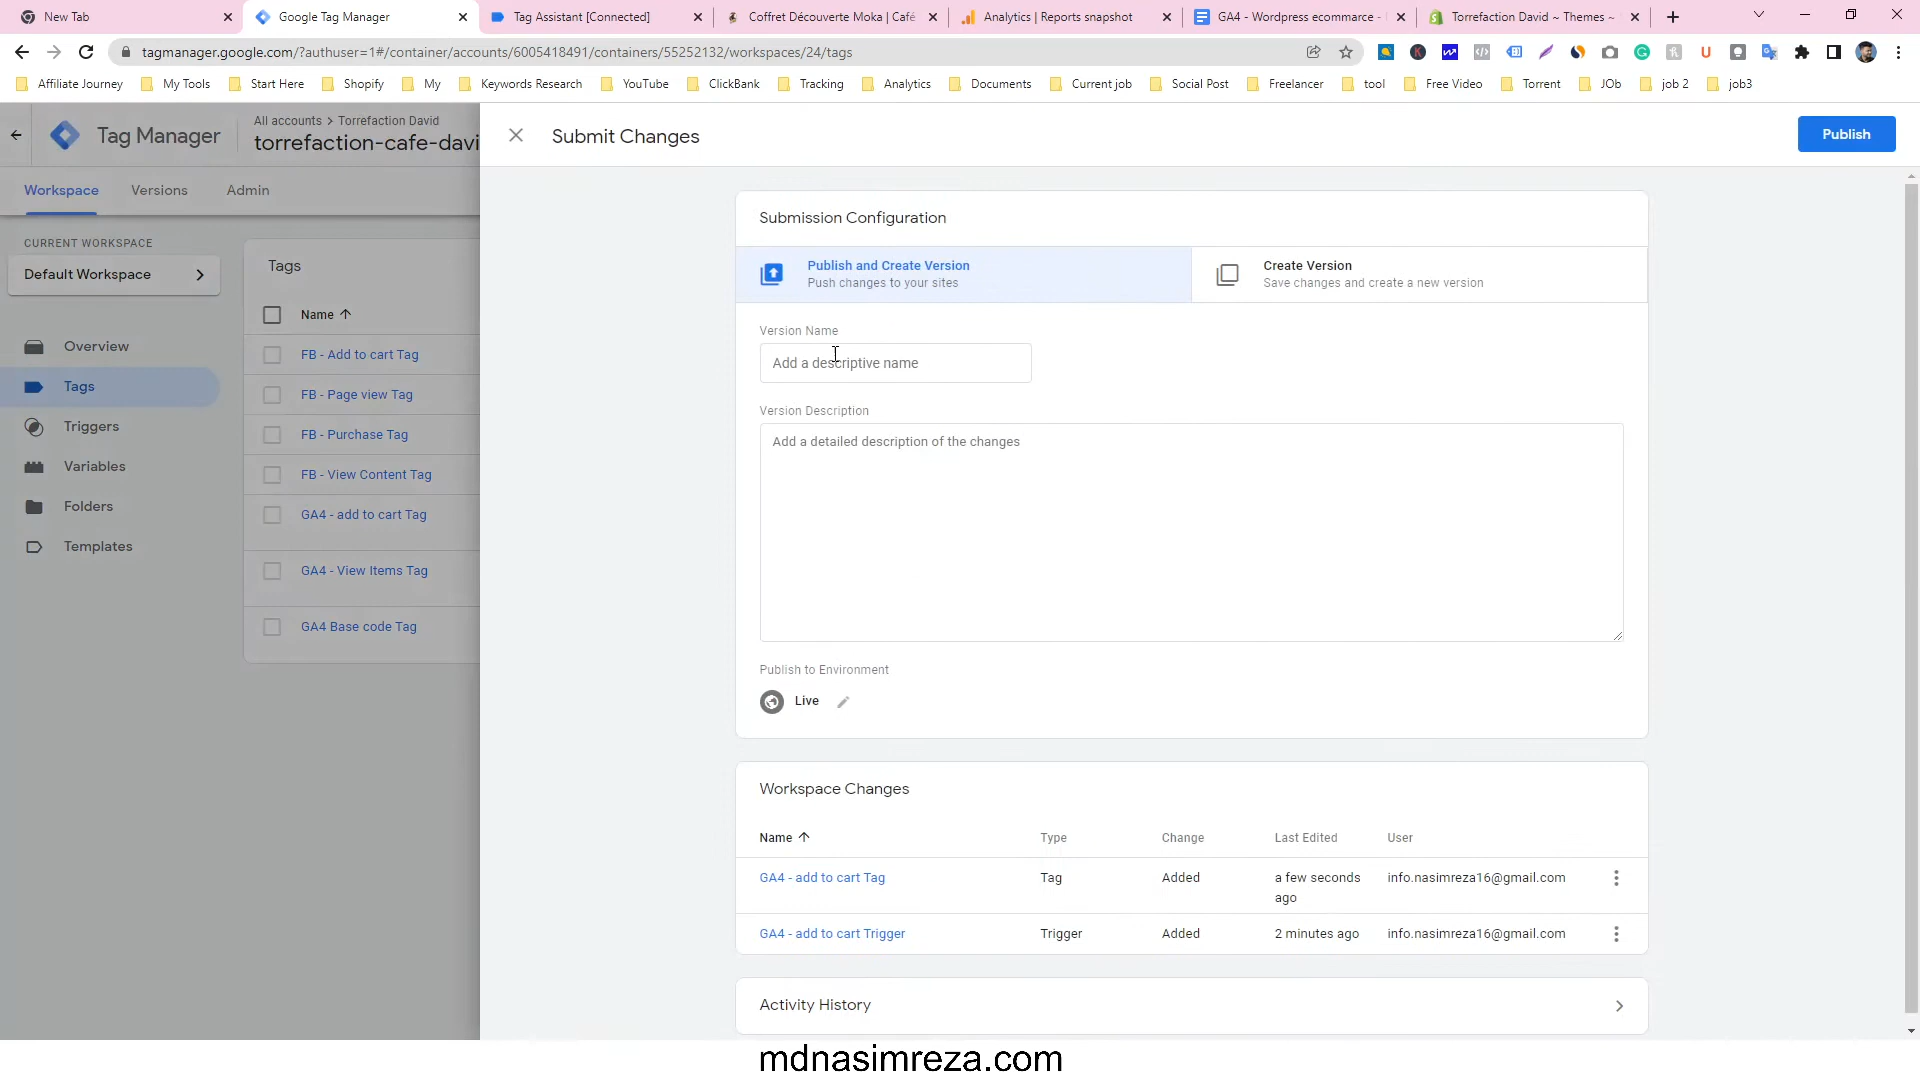 New Tab
Google Tag Manager
Tag Assistant [Connected]
Coffret Découverte Moka | Café
Analytics | Reports snapshot
GA4 - Wordpress ecommarce -
Torrefaction David ~ Themes ~
tagmanager.google.com/?authuser=1#/container/accounts/6005418491/containers/55252132/workspaces/24/tags
Affiliate Journey
My Tools
Start Here
Shopify
My
Keywords Research
YouTube
ClickBank
Tracking
Analytics
Documents
Current job
Social Post
Freelancer
tool
Free Video
Torrent
JOb
job 2
job3
Tag Manager
All accounts > Torrefaction David
torrefaction-cafe-davi
Workspace
Versions
Admin
CURRENT WORKSPACE
Default Workspace
Overview
Tags
Triggers
Variables
Folders
Templates
Tags
Name
FB - Add to cart Tag
FB - Page view Tag
FB - Purchase Tag
FB - View Content Tag
GA4 - add to cart Tag
GA4 - View Items Tag
GA4 Base code Tag
Submit Changes
Publish
Submission Configuration
Publish and Create Version
Push changes to your sites
Create Version
Save changes and create a new version
Version Name
Add a descriptive name
Version Description
Add a detailed description of the changes
Publish to Environment
Live
Workspace Changes
Name Type Change Last Edited User
GA4 - add to cart Tag Tag Added a few seconds ago info.nasimreza16@gmail.com
GA4 - add to cart Trigger Trigger Added 2 minutes ago info.nasimreza16@gmail.com
Activity History
mdnasimreza.com